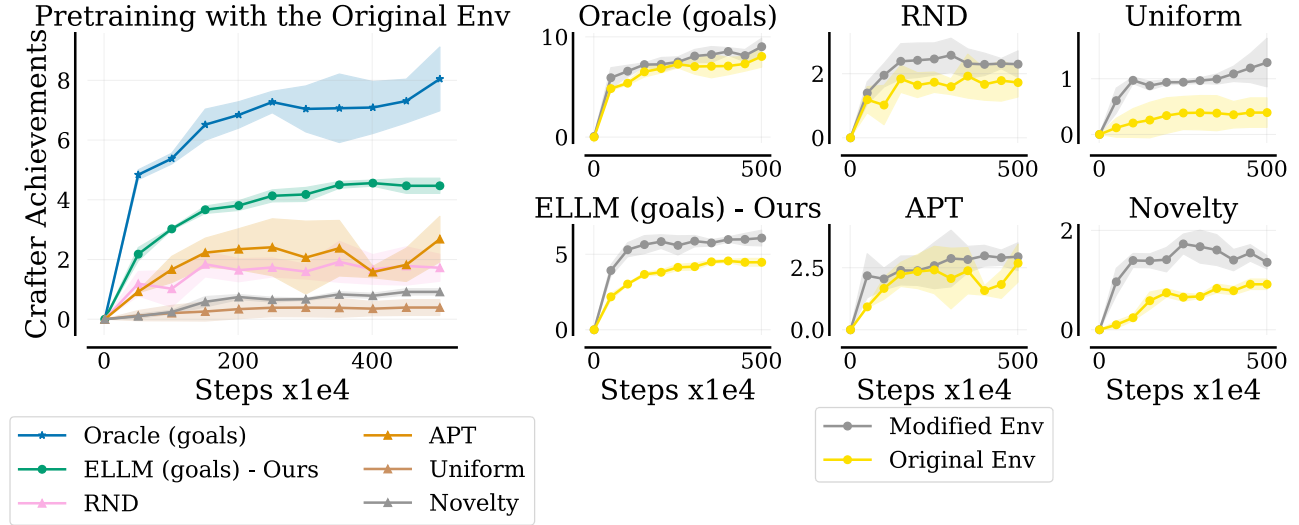 Pretraining with the Original Env
Crafter Achievements
8
6
4
2
0
0 200 400
Steps x1e4
Oracle (goals)
ELLM (goals) - Ours
RND
APT
Uniform
Novelty
Oracle (goals)
10
0
0 500
RND
2
0
0 500
Uniform
1
0
0 500
ELLM (goals) - Ours
5
0
0 500
Steps x1e4
APT
2.5
0.0
0 500
Steps x1e4
Novelty
2
1
0
0 500
Steps x1e4
Modified Env
Original Env